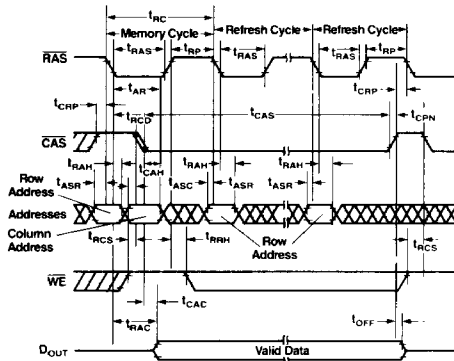 tRC
Memory Cycle Refresh Cycle Refresh Cycle
tRAS tRP tRAS tRAS tRP
RAS
tAR
tCRP tRCD tCAS tCRP tCPN
CAS
tRAH tCAH tRAH tRAH
Row Address
tASR tASC tASR tASR
Addresses
Column Address
tRCS tRRH Row Address tRCS
WE
tCAC
tRAC tOFF
DOUT Valid Data